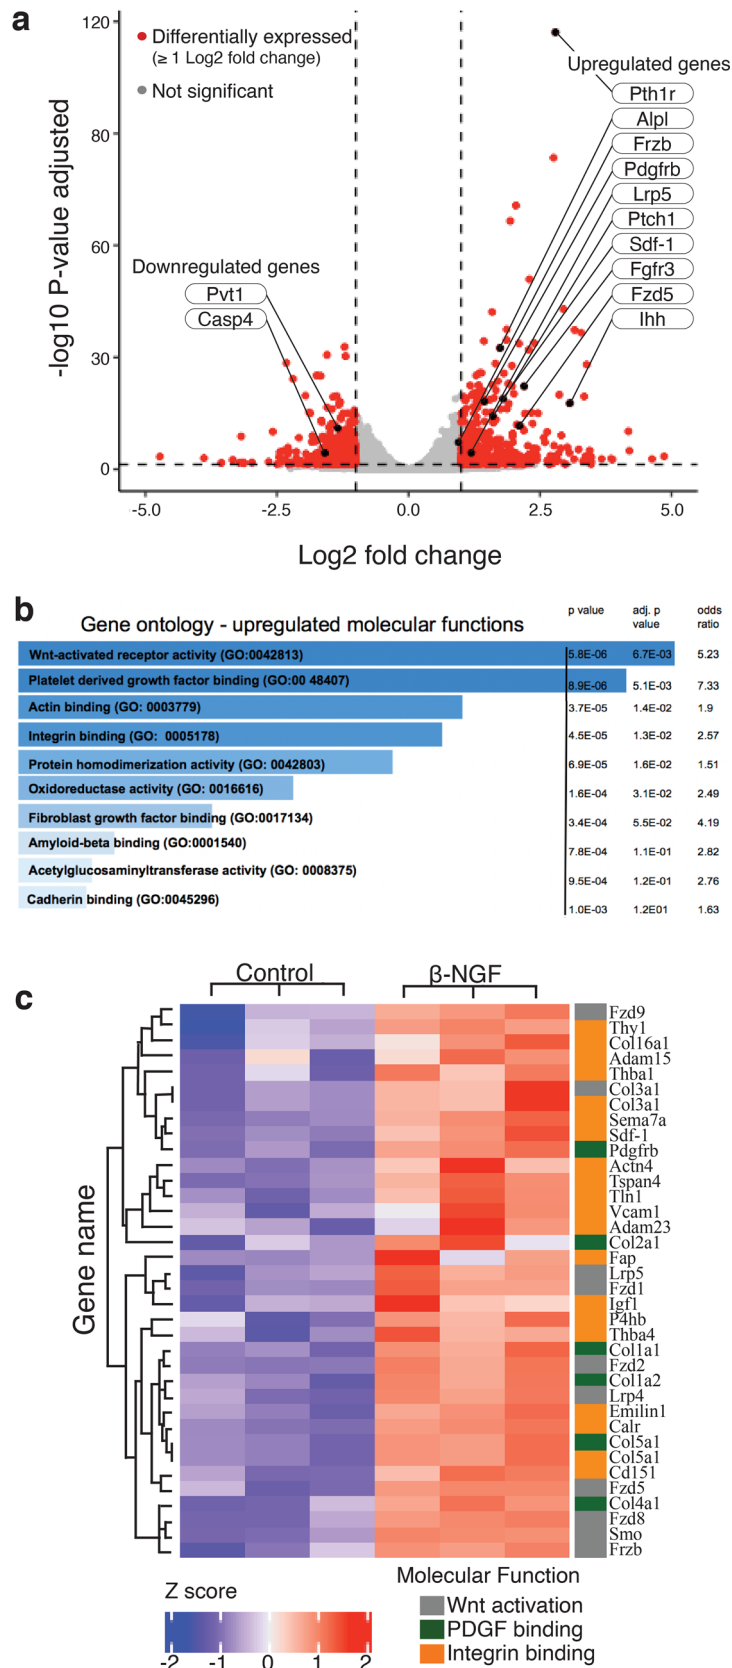 a
120
Differentially expressed
(≥ 1 Log2 fold change)
Not significant
Upregulated genes
Pth1r
Alpl
Frzb
Pdgfrb
Lrp5
Ptch1
Sdf-1
Fgfr3
Fzd5
Ihh
80
60
30
0
-log10 P-value adjusted
Downregulated genes
Pvt1
Casp4
-5.0 -2.5 0.0 2.5 5.0
Log2 fold change
b
Gene ontology - upregulated molecular functions
p value adj. p value odds ratio
Wnt-activated receptor activity (GO:0042813) 5.8E-06 6.7E-03 5.23
Platelet derived growth factor binding (GO:00 48407) 8.9E-06 5.1E-03 7.33
Actin binding (GO: 0003779) 3.7E-05 1.4E-02 1.9
Integrin binding (GO: 0005178) 4.5E-05 1.3E-02 2.57
Protein homodimerization activity (GO: 0042803) 6.9E-05 1.6E-02 1.51
Oxidoreductase activity (GO: 0016616) 1.6E-04 3.1E-02 2.49
Fibroblast growth factor binding (GO:0017134) 3.4E-04 5.5E-02 4.19
Amyloid-beta binding (GO:0001540) 7.8E-04 1.1E-01 2.82
Acetylglucosaminyltransferase activity (GO: 0008375) 9.5E-04 1.2E-01 2.76
Cadherin binding (GO:0045296) 1.0E-03 1.2E01 1.63
c
Control β-NGF
Gene name
Fzd9
Thy1
Col16a1
Adam15
Thba1
Col3a1
Col3a1
Sema7a
Sdf-1
Pdgfrb
Actn4
Tspan4
Tln1
Vcam1
Adam23
Col2a1
Fap
Lrp5
Fzd1
Igf1
P4hb
Thba4
Col1a1
Fzd2
Col1a2
Lrp4
Emilin1
Calr
Col5a1
Col5a1
Cd151
Fzd5
Col4a1
Fzd8
Smo
Frzb
Z score
-2 -1 0 1 2
Molecular Function
Wnt activation
PDGF binding
Integrin binding